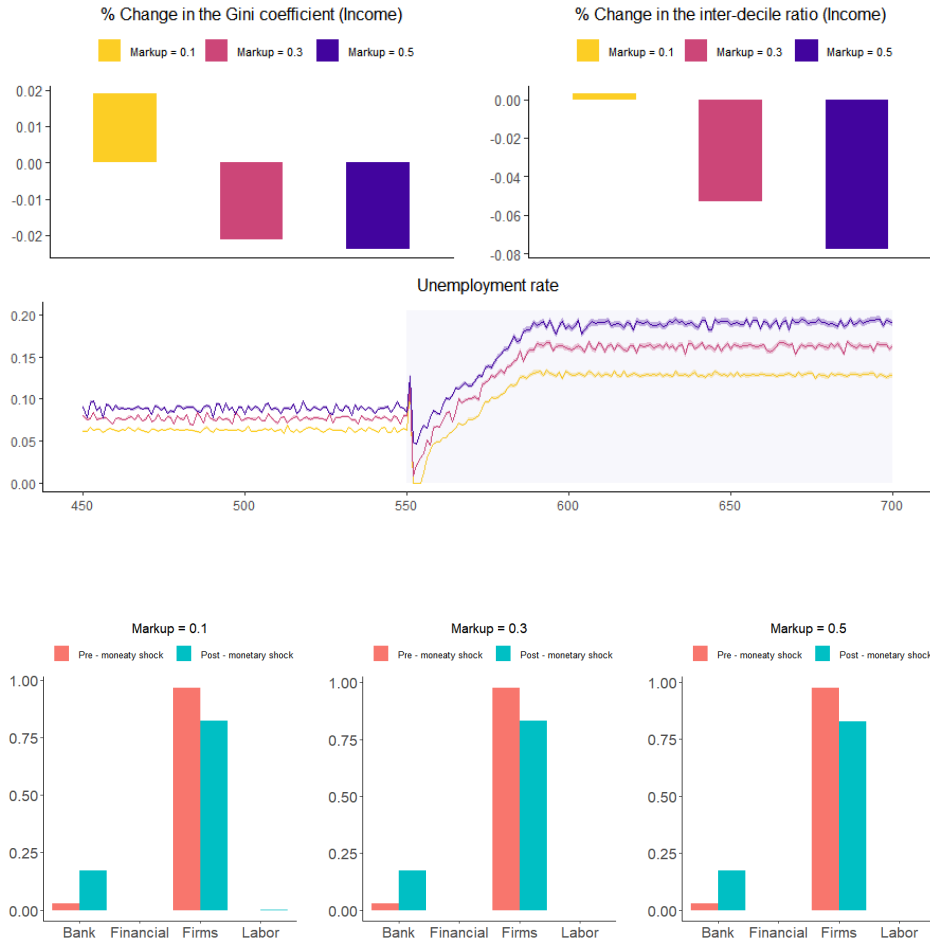 % Change in the Gini coefficient (Income)
Markup = 0.1 Markup = 0.3 Markup = 0.5
0.02
0.01
0.00
-0.01
-0.02
% Change in the inter-decile ratio (Income)
Markup = 0.1 Markup = 0.3 Markup = 0.5
0.00
-0.02
-0.04
-0.06
-0.08
Unemployment rate
0.20
0.15
0.10
0.05
0.00
450 500 550 600 650 700
Markup = 0.1
Pre - moneaty shock Post - monetary shock
1.00
0.75
0.50
0.25
0.00
Bank Financial Firms Labor
Markup = 0.3
Pre - moneaty shock Post - monetary shock
1.00
0.75
0.50
0.25
0.00
Bank Financial Firms Labor
Markup = 0.5
Pre - moneaty shock Post - monetary shock
1.00
0.75
0.50
0.25
0.00
Bank Financial Firms Labor